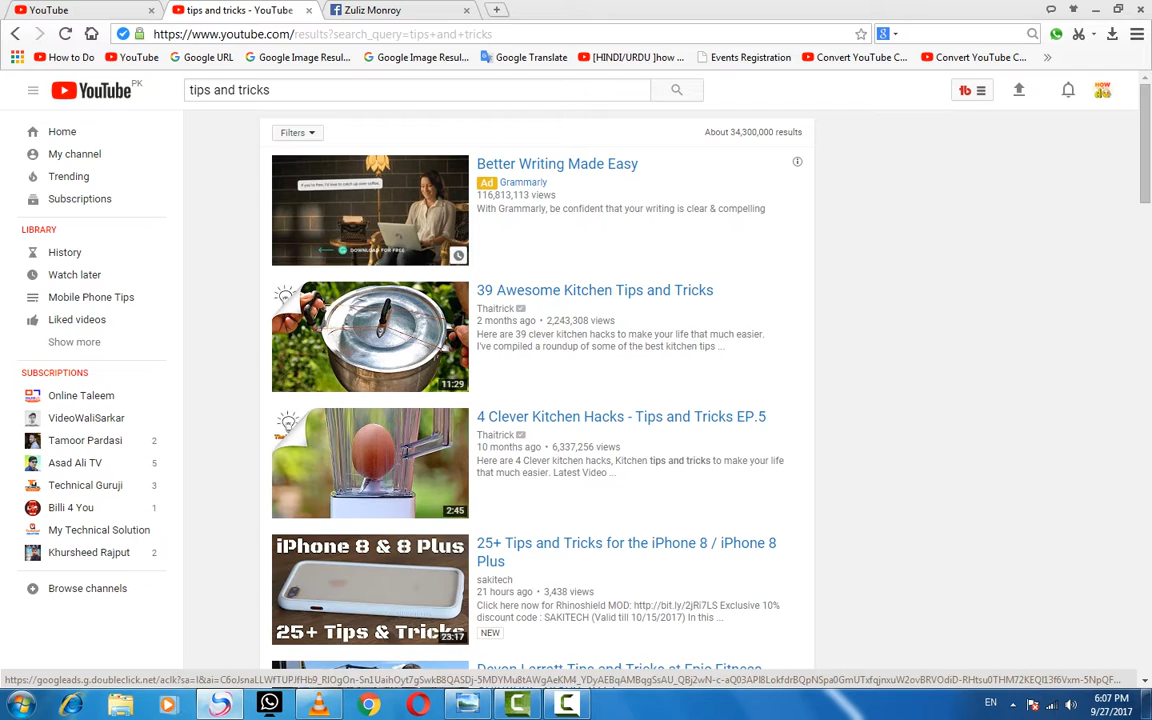 YouTube
tips and tricks - YouTube
Zuliz Monroy
https://www.youtube.com/results?search_query=tips+and+tricks
How to Do
YouTube
Google URL
Google Image Resul...
Google Image Resul...
Google Translate
[HINDI/URDU ]how ...
Events Registration
Convert YouTube C...
Convert YouTube C...
YouTube PK
tips and tricks
Home
My channel
Trending
Subscriptions
LIBRARY
History
Watch later
Mobile Phone Tips
Liked videos
Show more
SUBSCRIPTIONS
Online Taleem
VideoWaliSarkar
Tamoor Pardasi 2
Asad Ali TV 5
Technical Guruji 3
Billi 4 You 1
My Technical Solution
Khursheed Rajput 2
Browse channels
Filters
About 34,300,000 results
Better Writing Made Easy
Ad Grammarly
116,813,113 views
With Grammarly, be confident that your writing is clear & compelling
DOWNLOAD FOR FREE
39 Awesome Kitchen Tips and Tricks
Thaitrick
2 months ago • 2,243,308 views
Here are 39 clever kitchen hacks to make your life that much easier.
I've compiled a roundup of some of the best kitchen tips ...
11:29
4 Clever Kitchen Hacks - Tips and Tricks EP.5
Thaitrick
10 months ago • 6,337,256 views
Here are 4 Clever kitchen hacks, Kitchen tips and tricks to make your life
that much easier. Latest Video ...
2:45
iPhone 8 & 8 Plus
25+ Tips & Tricks
23:17
25+ Tips and Tricks for the iPhone 8 / iPhone 8
Plus
sakitech
21 hours ago • 3,438 views
Click here now for Rhinoshield MOD: http://bit.ly/2jRi7LS Exclusive 10%
discount code : SAKITECH (Valid till 10/15/2017) In this ...
NEW
EN
6:07 PM
9/27/2017